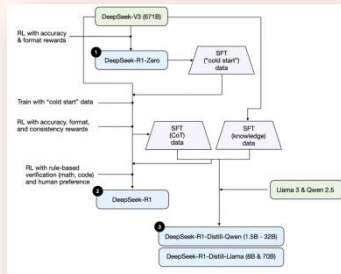 DeepSeek-V3 (671B)
RL with accuracy
& format rewards
1
DeepSeek-R1-Zero
SFT
("cold start")
data
Train with "cold start" data
RL with accuracy, format,
and consistency rewards
SFT
(CoT)
data
SFT
(knowledge)
data
RL with rule-based
verification (math, code)
and human preference
2
DeepSeek-R1
Llama 3 & Qwen 2.5
3
DeepSeek-R1-Distill-Qwen (1.5B - 32B)
DeepSeek-R1-Distill-Llama (8B & 70B)